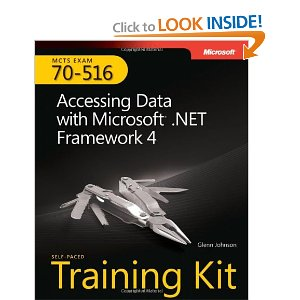 Click to LOOK INSIDE!
MCTS EXAM
70-516
Microsoft
Accessing Data
with Microsoft® .NET
Framework 4
Glenn Johnson
SELF-PACED
Training Kit